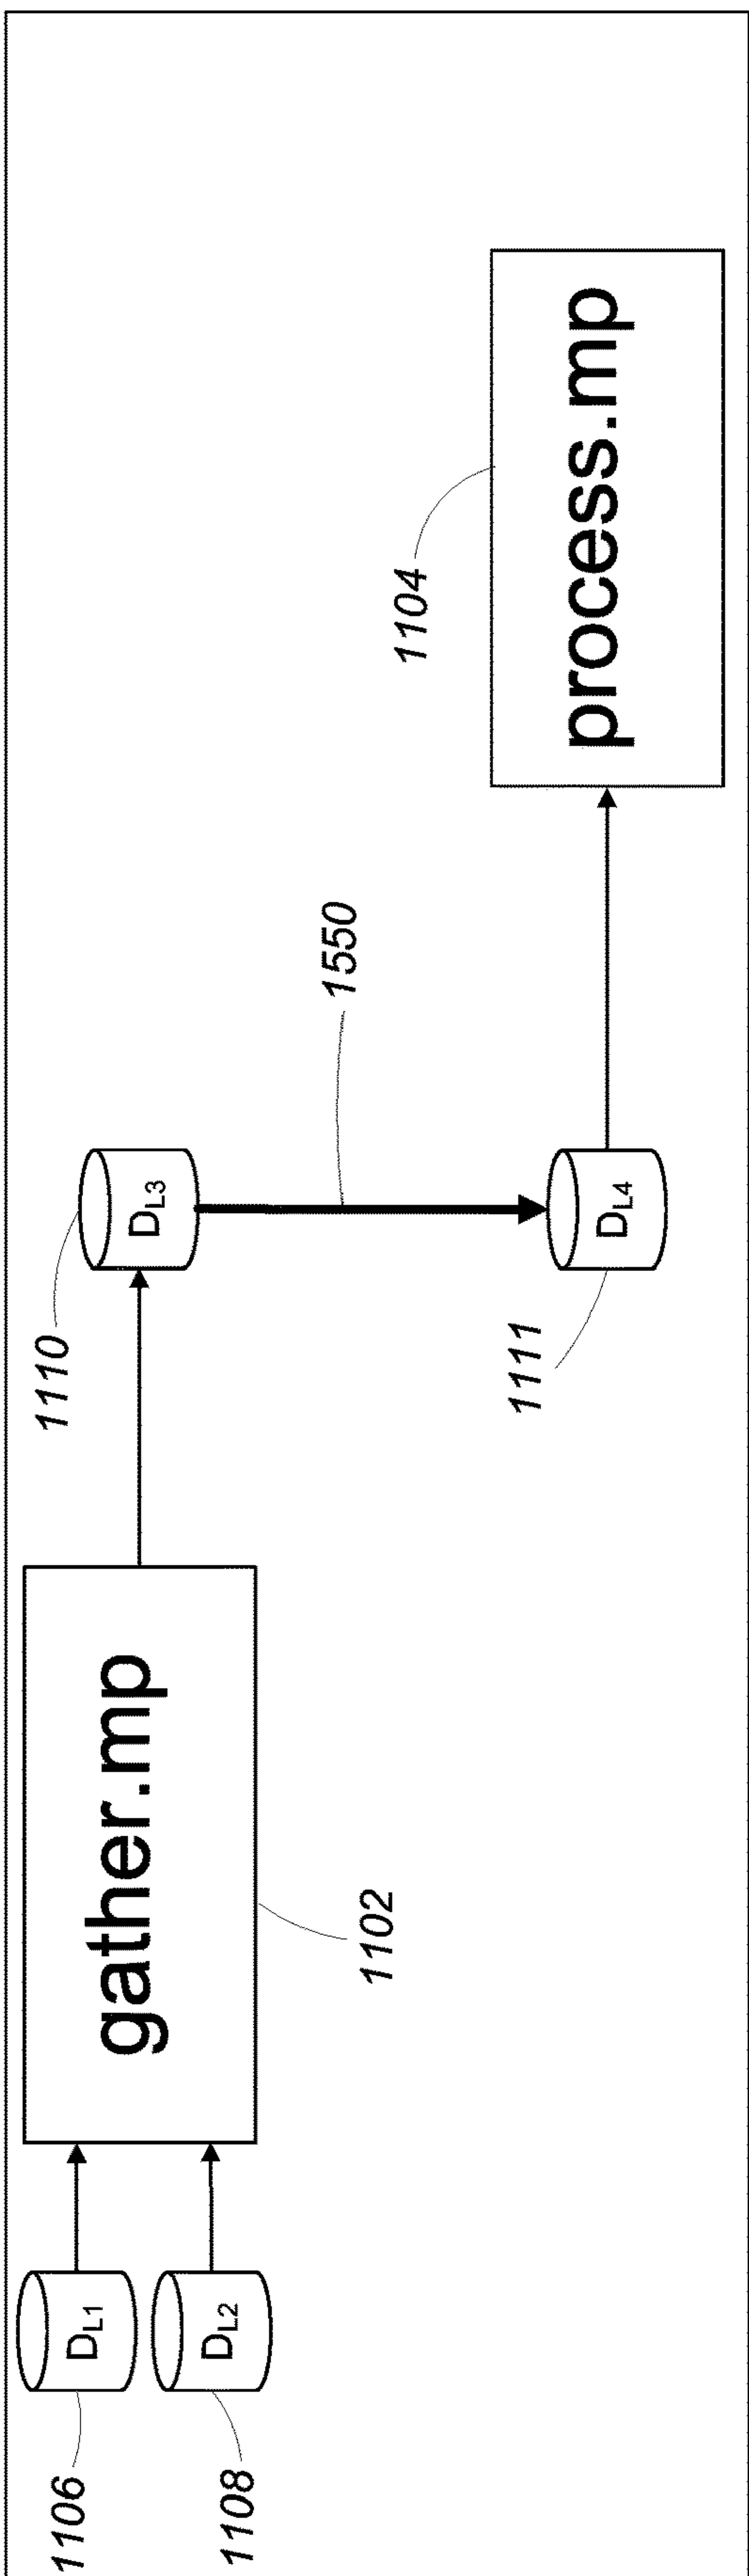 1106
D_L1
1108
D_L2
gather.mp
1102
1110
D_L3
1550
1111
D_L4
1104
process.mp